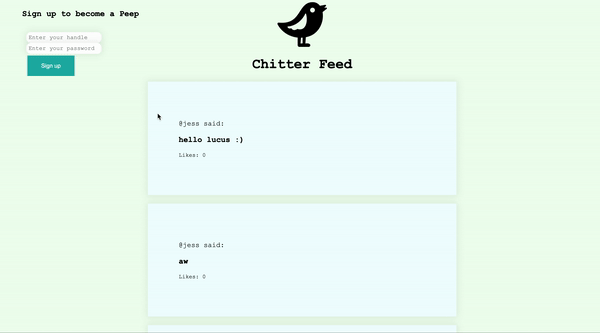 Sign up to become a Peep
Enter your handle
Enter your password
Sign up
Chitter Feed
@jess said:
hello lucus :)
Likes: 0
@jess said:
aw
Likes: 0